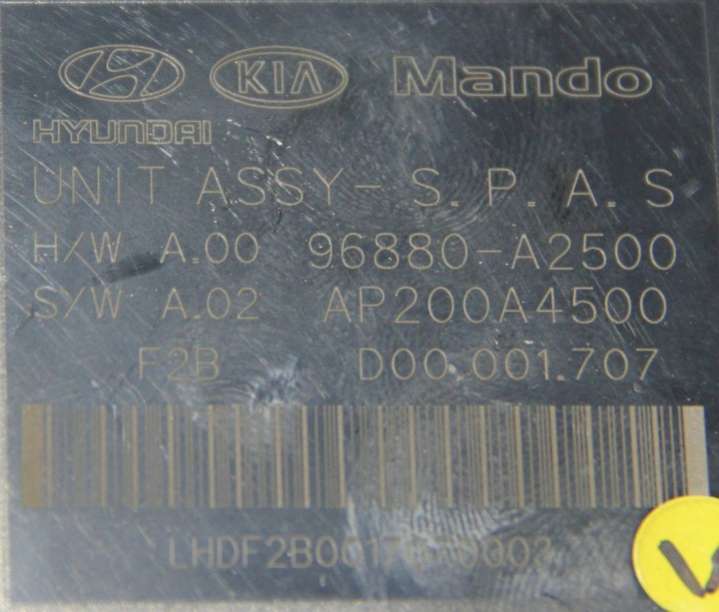 KIA Mando
HYUNDAI
UNIT ASSY- S. P. A. S
H/W A.00 96880-A2500
S/W A.02 AP200A4500
F2B D00.001.707